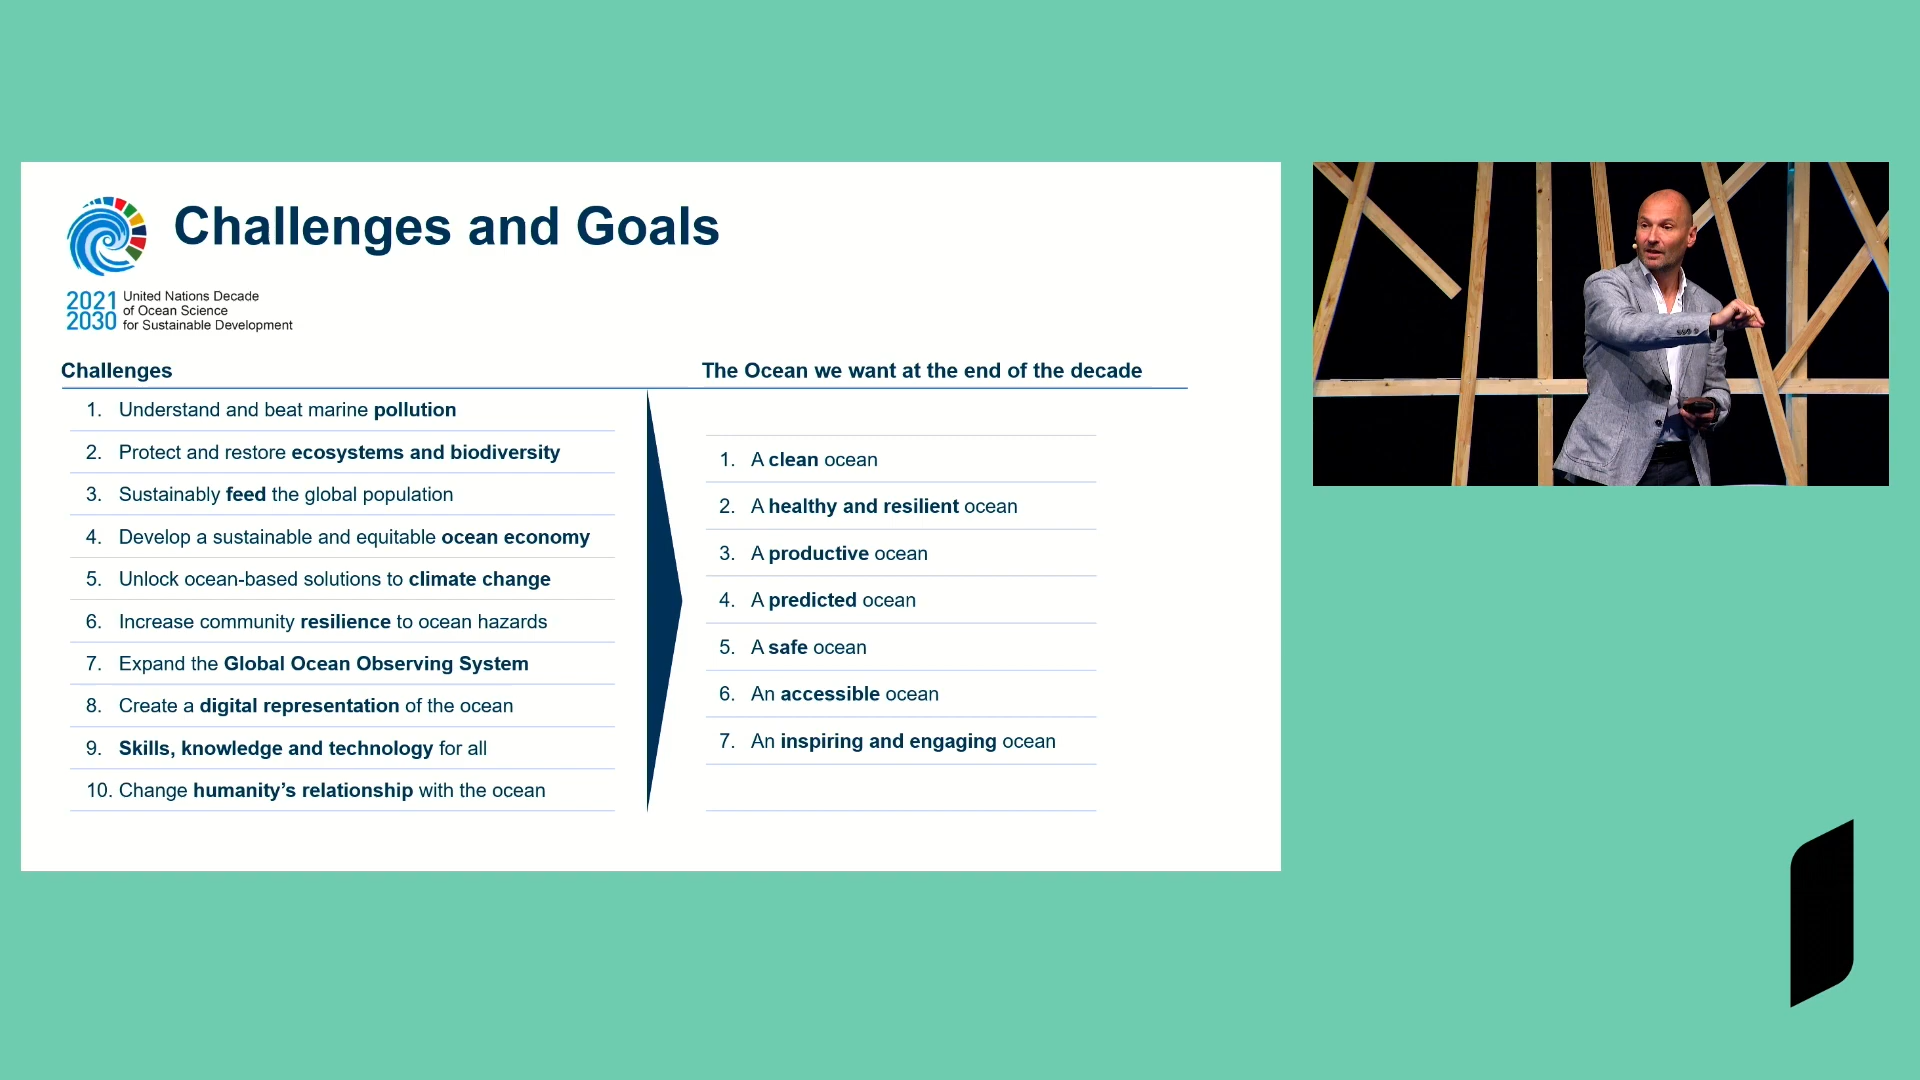 Challenges and Goals
2021 United Nations Decade
2030 of Ocean Science
for Sustainable Development
Challenges
1. Understand and beat marine pollution
2. Protect and restore ecosystems and biodiversity
3. Sustainably feed the global population
4. Develop a sustainable and equitable ocean economy
5. Unlock ocean-based solutions to climate change
6. Increase community resilience to ocean hazards
7. Expand the Global Ocean Observing System
8. Create a digital representation of the ocean
9. Skills, knowledge and technology for all
10. Change humanity’s relationship with the ocean
The Ocean we want at the end of the decade
1. A clean ocean
2. A healthy and resilient ocean
3. A productive ocean
4. A predicted ocean
5. A safe ocean
6. An accessible ocean
7. An inspiring and engaging ocean